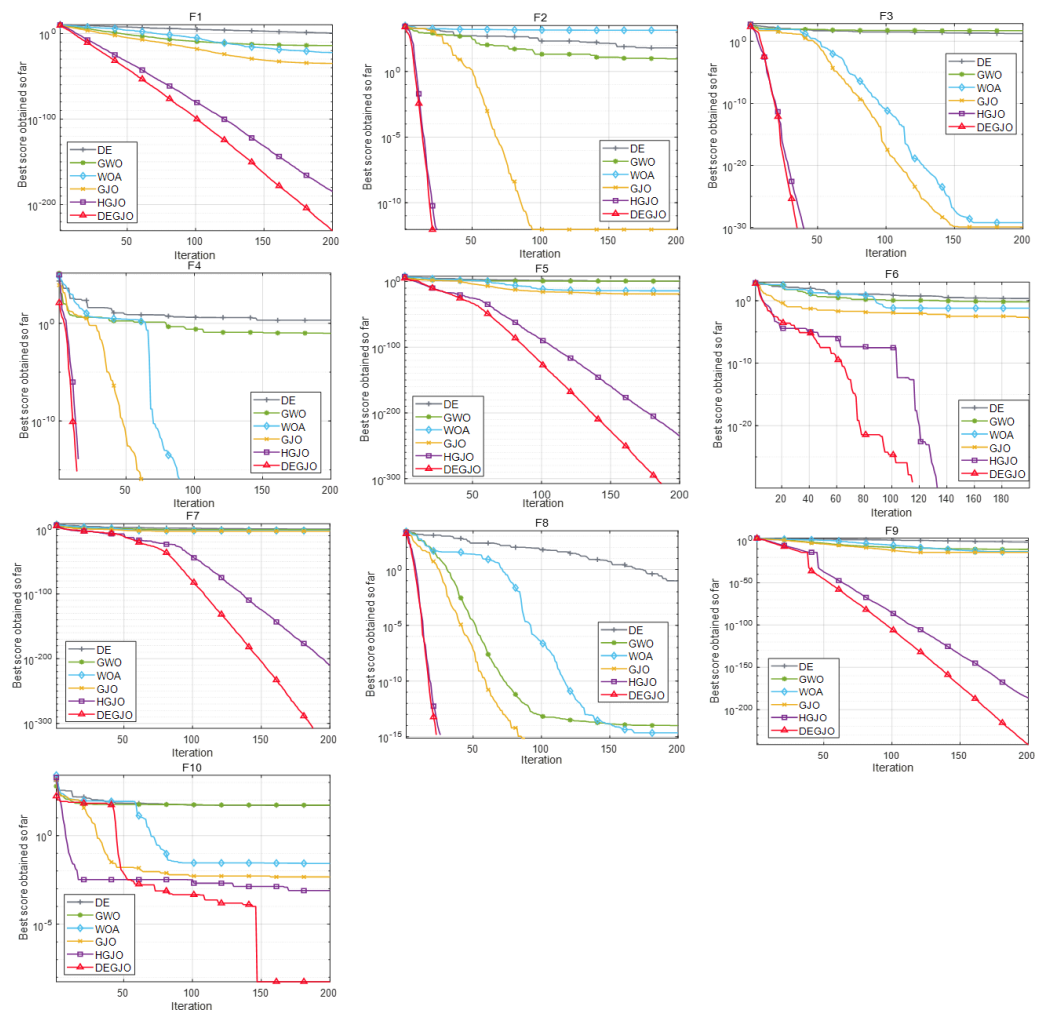 F1
Best score obtained so far
10^0
10^-100
10^-200
DE
GWO
WOA
GJO
HGJO
DEGJO
50
100
150
200
Iteration
F2
Best score obtained so far
10^0
10^-5
10^-10
DE
GWO
WOA
GJO
HGJO
DEGJO
50
100
150
200
Iteration
F3
Best score obtained so far
10^0
10^-10
10^-20
10^-30
DE
GWO
WOA
GJO
HGJO
DEGJO
50
100
150
200
Iteration
F4
Best score obtained so far
10^0
10^-10
DE
GWO
WOA
GJO
HGJO
DEGJO
50
100
150
200
Iteration
F5
Best score obtained so far
10^0
10^-100
10^-200
10^-300
DE
GWO
WOA
GJO
HGJO
DEGJO
50
100
150
200
Iteration
F6
Best score obtained so far
10^0
10^-10
10^-20
DE
GWO
WOA
GJO
HGJO
DEGJO
20
40
60
80
100
120
140
160
180
Iteration
F7
Best score obtained so far
10^0
10^-100
10^-200
10^-300
DE
GWO
WOA
GJO
HGJO
DEGJO
50
100
150
200
Iteration
F8
Best score obtained so far
10^0
10^-5
10^-10
10^-15
DE
GWO
WOA
GJO
HGJO
DEGJO
50
100
150
200
Iteration
F9
Best score obtained so far
10^0
10^-50
10^-100
10^-150
10^-200
DE
GWO
WOA
GJO
HGJO
DEGJO
50
100
150
200
Iteration
F10
Best score obtained so far
10^0
10^-5
DE
GWO
WOA
GJO
HGJO
DEGJO
50
100
150
200
Iteration